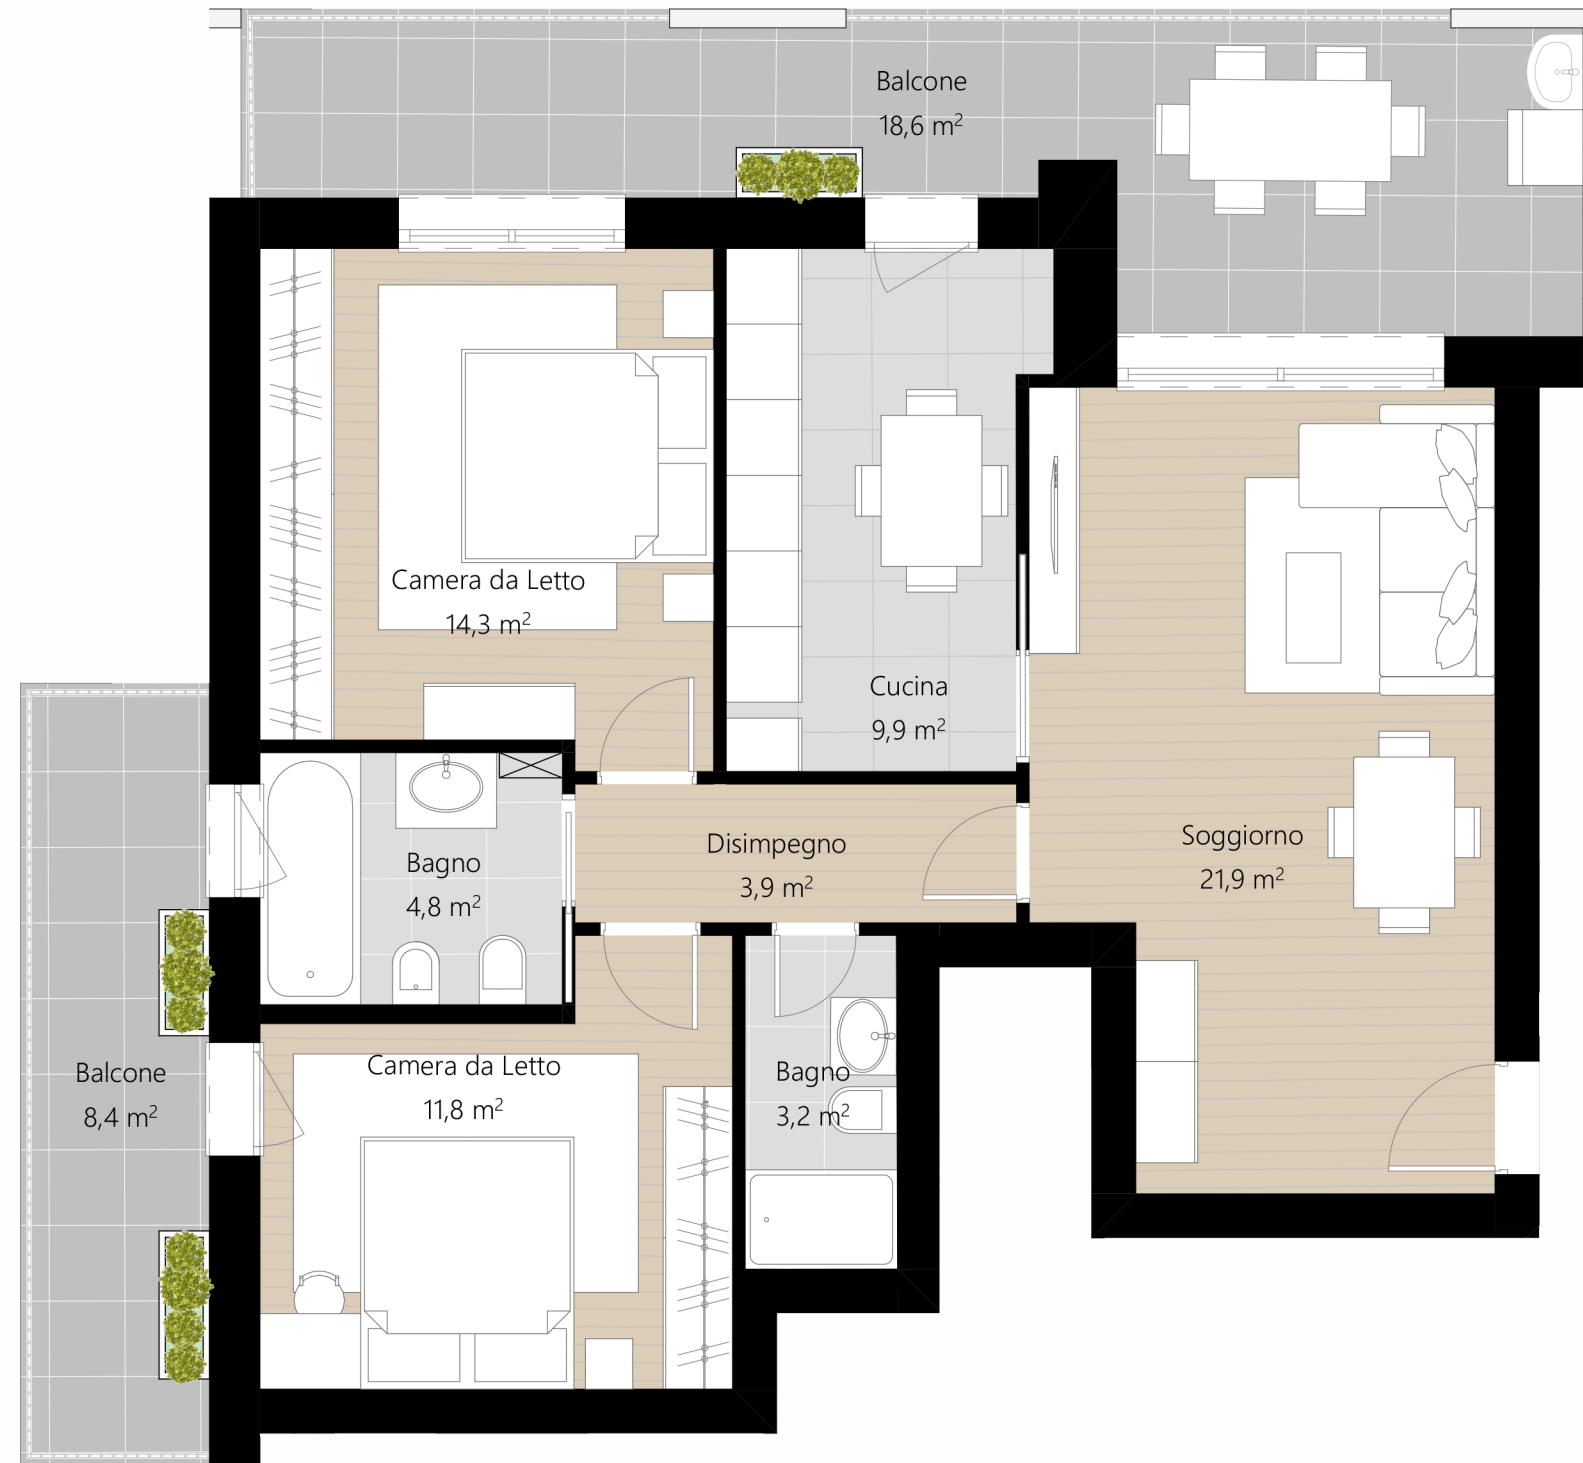 Balcone
18,6 m²
Camera da Letto
14,3 m²
Cucina
9,9 m²
Soggiorno
21,9 m²
Disimpegno
3,9 m²
Bagno
4,8 m²
Camera da Letto
11,8 m²
Bagno
3,2 m²
Balcone
8,4 m²